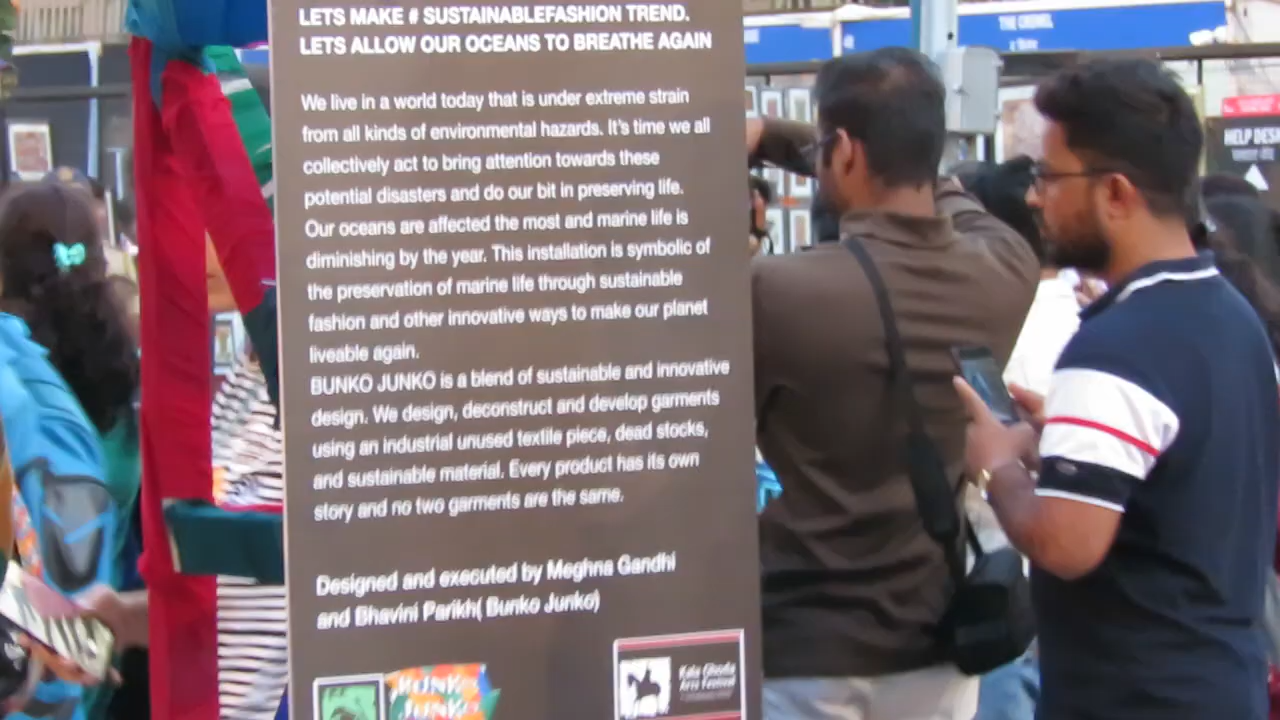 LETS MAKE # SUSTAINABLEFASHION TREND.
LETS ALLOW OUR OCEANS TO BREATHE AGAIN
We live in a world today that is under extreme strain
from all kinds of environmental hazards. It's time we all
collectively act to bring attention towards these
potential disasters and do our bit in preserving life.
Our oceans are affected the most and marine life is
diminishing by the year. This installation is symbolic of
the preservation of marine life through sustainable
fashion and other innovative ways to make our planet
liveable again.
BUNKO JUNKO is a blend of sustainable and innovative
design. We design, deconstruct and develop garments
using an industrial unused textile piece, dead stocks,
and sustainable material. Every product has its own
story and no two garments are the same.
Designed and executed by Meghna Gandhi
and Bhavini Parikh( Bunko Junko)
BUNKO
JUNKO
Kala Ghoda
Arts Festival
HELP DES